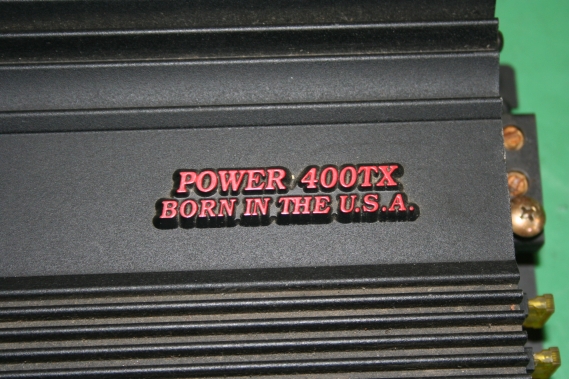 POWER 400TX
BORN IN THE U.S.A.